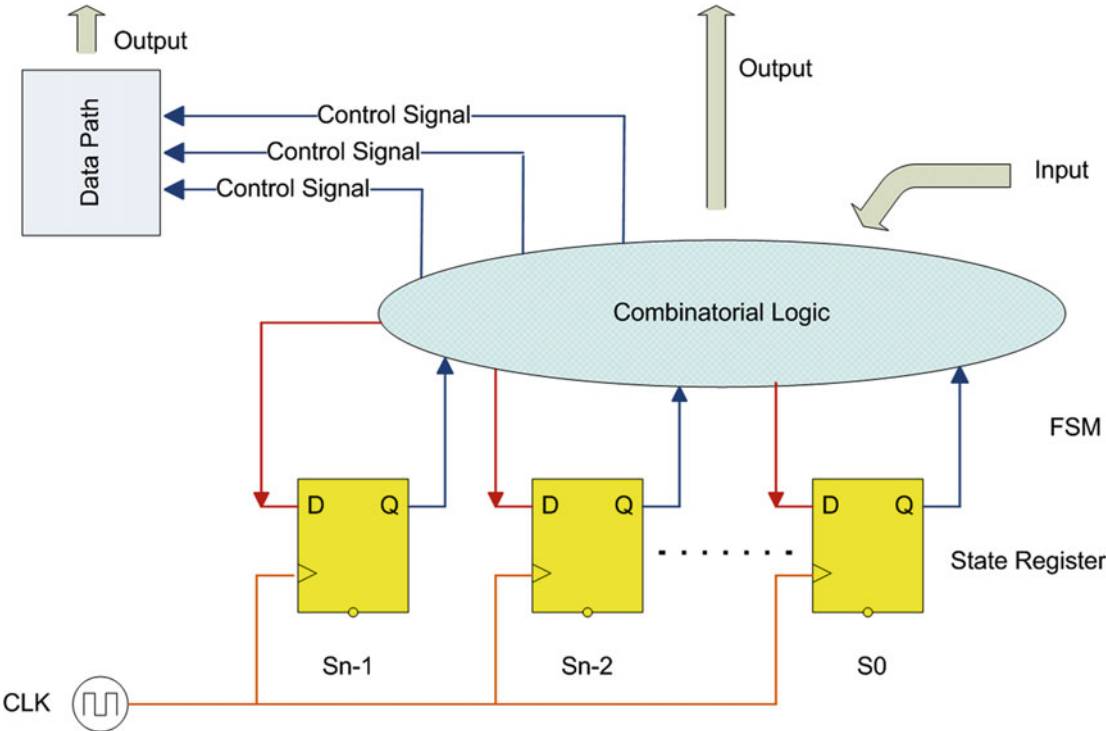 Output
Output
Data Path
Control Signal
Control Signal
Control Signal
Input
Combinatorial Logic
FSM
D Q
D Q
D Q
State Register
Sn-1
Sn-2
S0
CLK